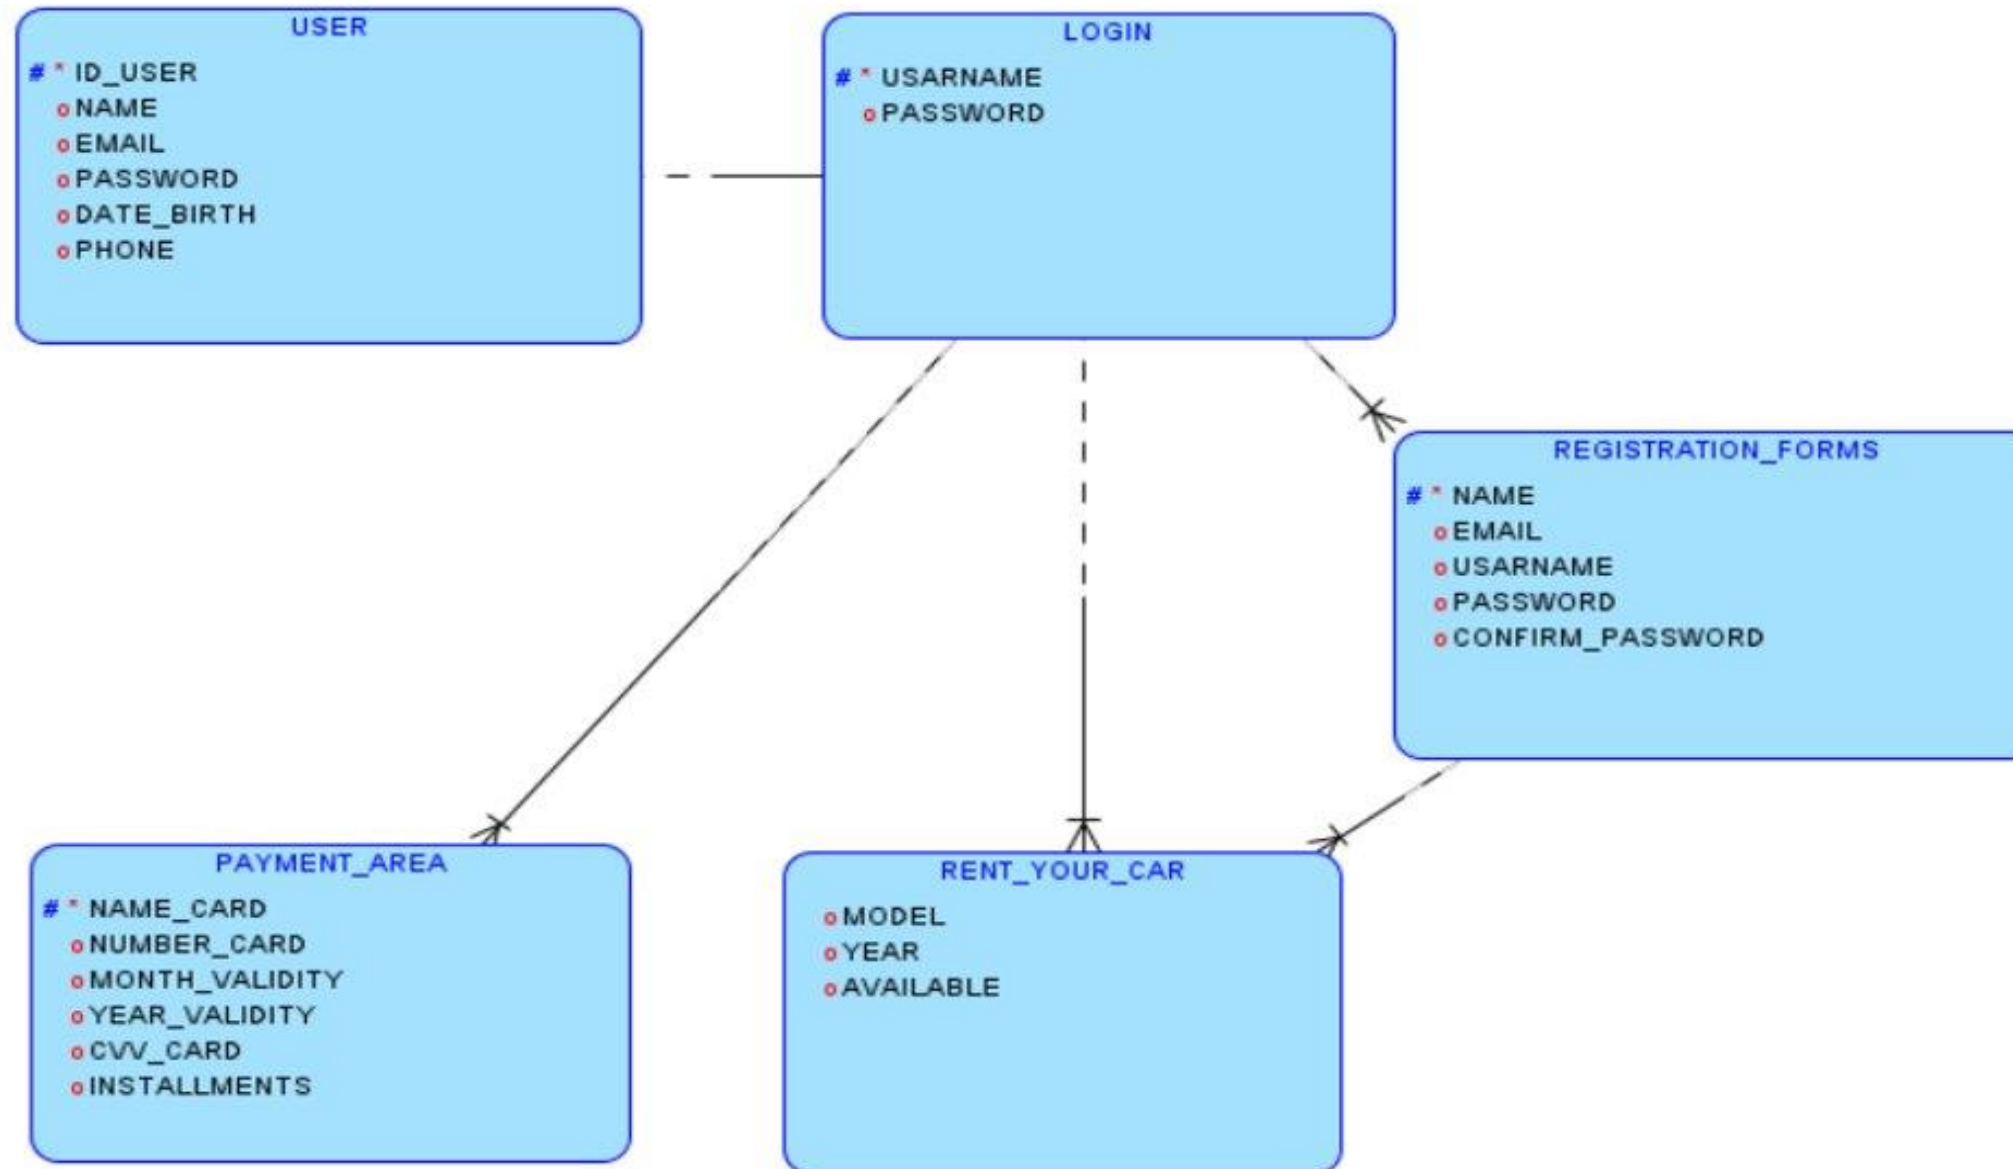 USER
# * ID_USER
o NAME
o EMAIL
o PASSWORD
o DATE_BIRTH
o PHONE
LOGIN
# * USARNAME
o PASSWORD
REGISTRATION_FORMS
# * NAME
o EMAIL
o USARNAME
o PASSWORD
o CONFIRM_PASSWORD
PAYMENT_AREA
# * NAME_CARD
o NUMBER_CARD
o MONTH_VALIDITY
o YEAR_VALIDITY
o CVV_CARD
o INSTALLMENTS
RENT_YOUR_CAR
o MODEL
o YEAR
o AVAILABLE